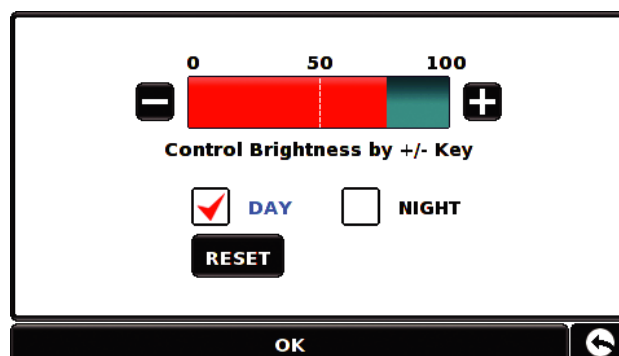 0 50 100
Control Brightness by +/- Key
DAY NIGHT
RESET
OK